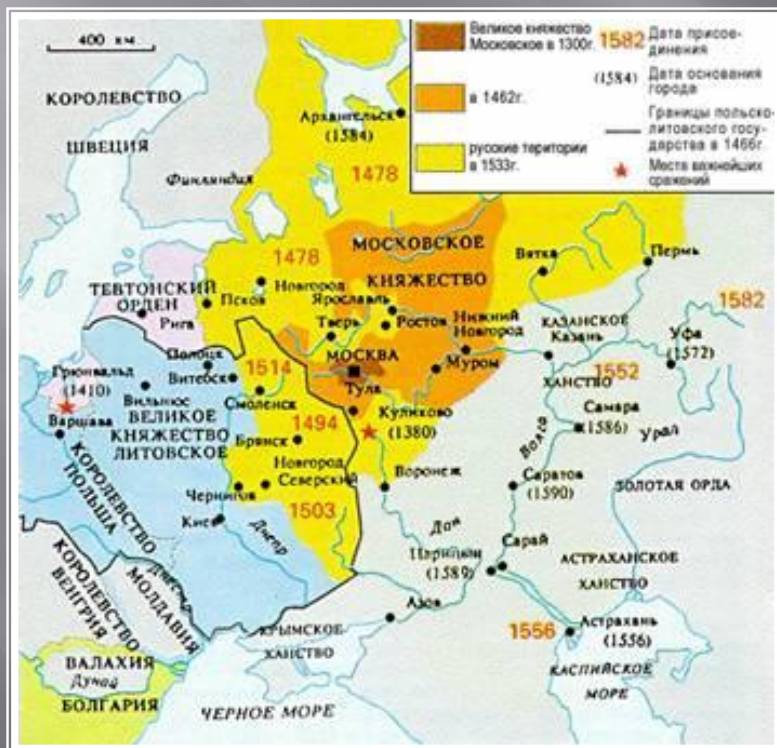 400 км
Великое княжество
Московское в 1300г.
в 1462г.
русские територии
в 1533г.
1582 Дата присое-
динения
(1584) Дата основания
города
Границы польско-
литовского госу-
дарства в 1466г.
Места важнейших
сражений
КОРОЛЕВСТВО
ШВЕЦИЯ
Финляндия
Архангельск
(1584)
1478
1478
МОСКОВСКОЕ
КНЯЖЕСТВО
Вятка
Пермь
1582
ТЕВТОНСКИЙ
ОРДЕН
Рига
Псков
Новгород
Ярославль
Ростов
Тверь
Нижний
Новгород
КАЗАНСКОЕ
Казань
ХАНСТВО
1552
Уфа
(1572)
Полоцк
Витебск
1514
МОСКВА
Муром
Тула
Грюнвальд
(1410)
Вильнюс
ВЕЛИКОЕ
КНЯЖЕСТВО
ЛИТОВСКОЕ
Варшава
Смоленск
1494
Куликово
(1380)
Самара
(1586)
Волга
Урал
Брянск
Новгород
Северский
Воронеж
Саратов
(1590)
ЗОЛОТАЯ ОРДА
КОРОЛЕВСТВО
ПОЛЬША
Чернигов
1503
Киев
Днепр
Дон
Царицын
(1589)
Сарай
АСТРАХАНСКОЕ
ХАНСТВО
КОРОЛЕВСТВО
ВЕНГРИЯ
Днестр
МОЛДАВИЯ
Азов
КРЫМСКОЕ
ХАНСТВО
1556
Астрахань
(1556)
КАСПИЙСКОЕ
МОРЕ
ВАЛАХИЯ
Дунай
БОЛГАРИЯ
ЧЕРНОЕ МОРЕ